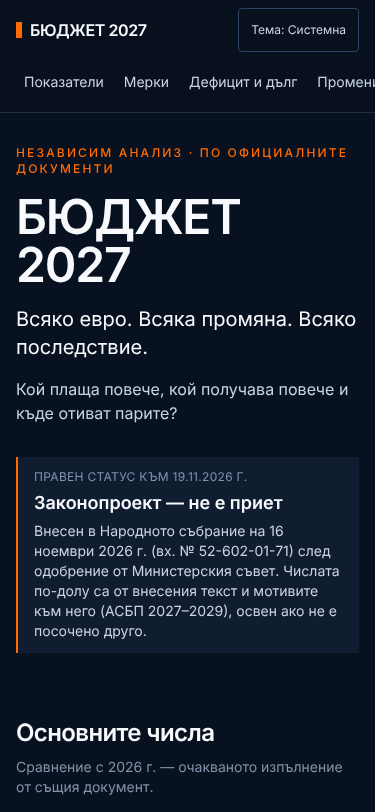 БЮДЖЕТ 2027
Тема: Системна
Показатели Мерки Дефицит и дълг Промени
НЕЗАВИСИМ АНАЛИЗ · ПО ОФИЦИАЛНИТЕ
ДОКУМЕНТИ
БЮДЖЕТ
2027
Всяко евро. Всяка промяна. Всяко
последствие.
Кой плаща повече, кой получава повече и
къде отиват парите?
ПРАВЕН СТАТУС КЪМ 19.11.2026 Г.
Законопроект — не е приет
Внесен в Народното събрание на 16
ноември 2026 г. (вх. № 52-602-01-71) след
одобрение от Министерския съвет. Числата
по-долу са от внесения текст и мотивите
към него (АСБП 2027–2029), освен ако не е
посочено друго.
Основните числа
Сравнение с 2026 г. — очакваното изпълнение
от същия документ.